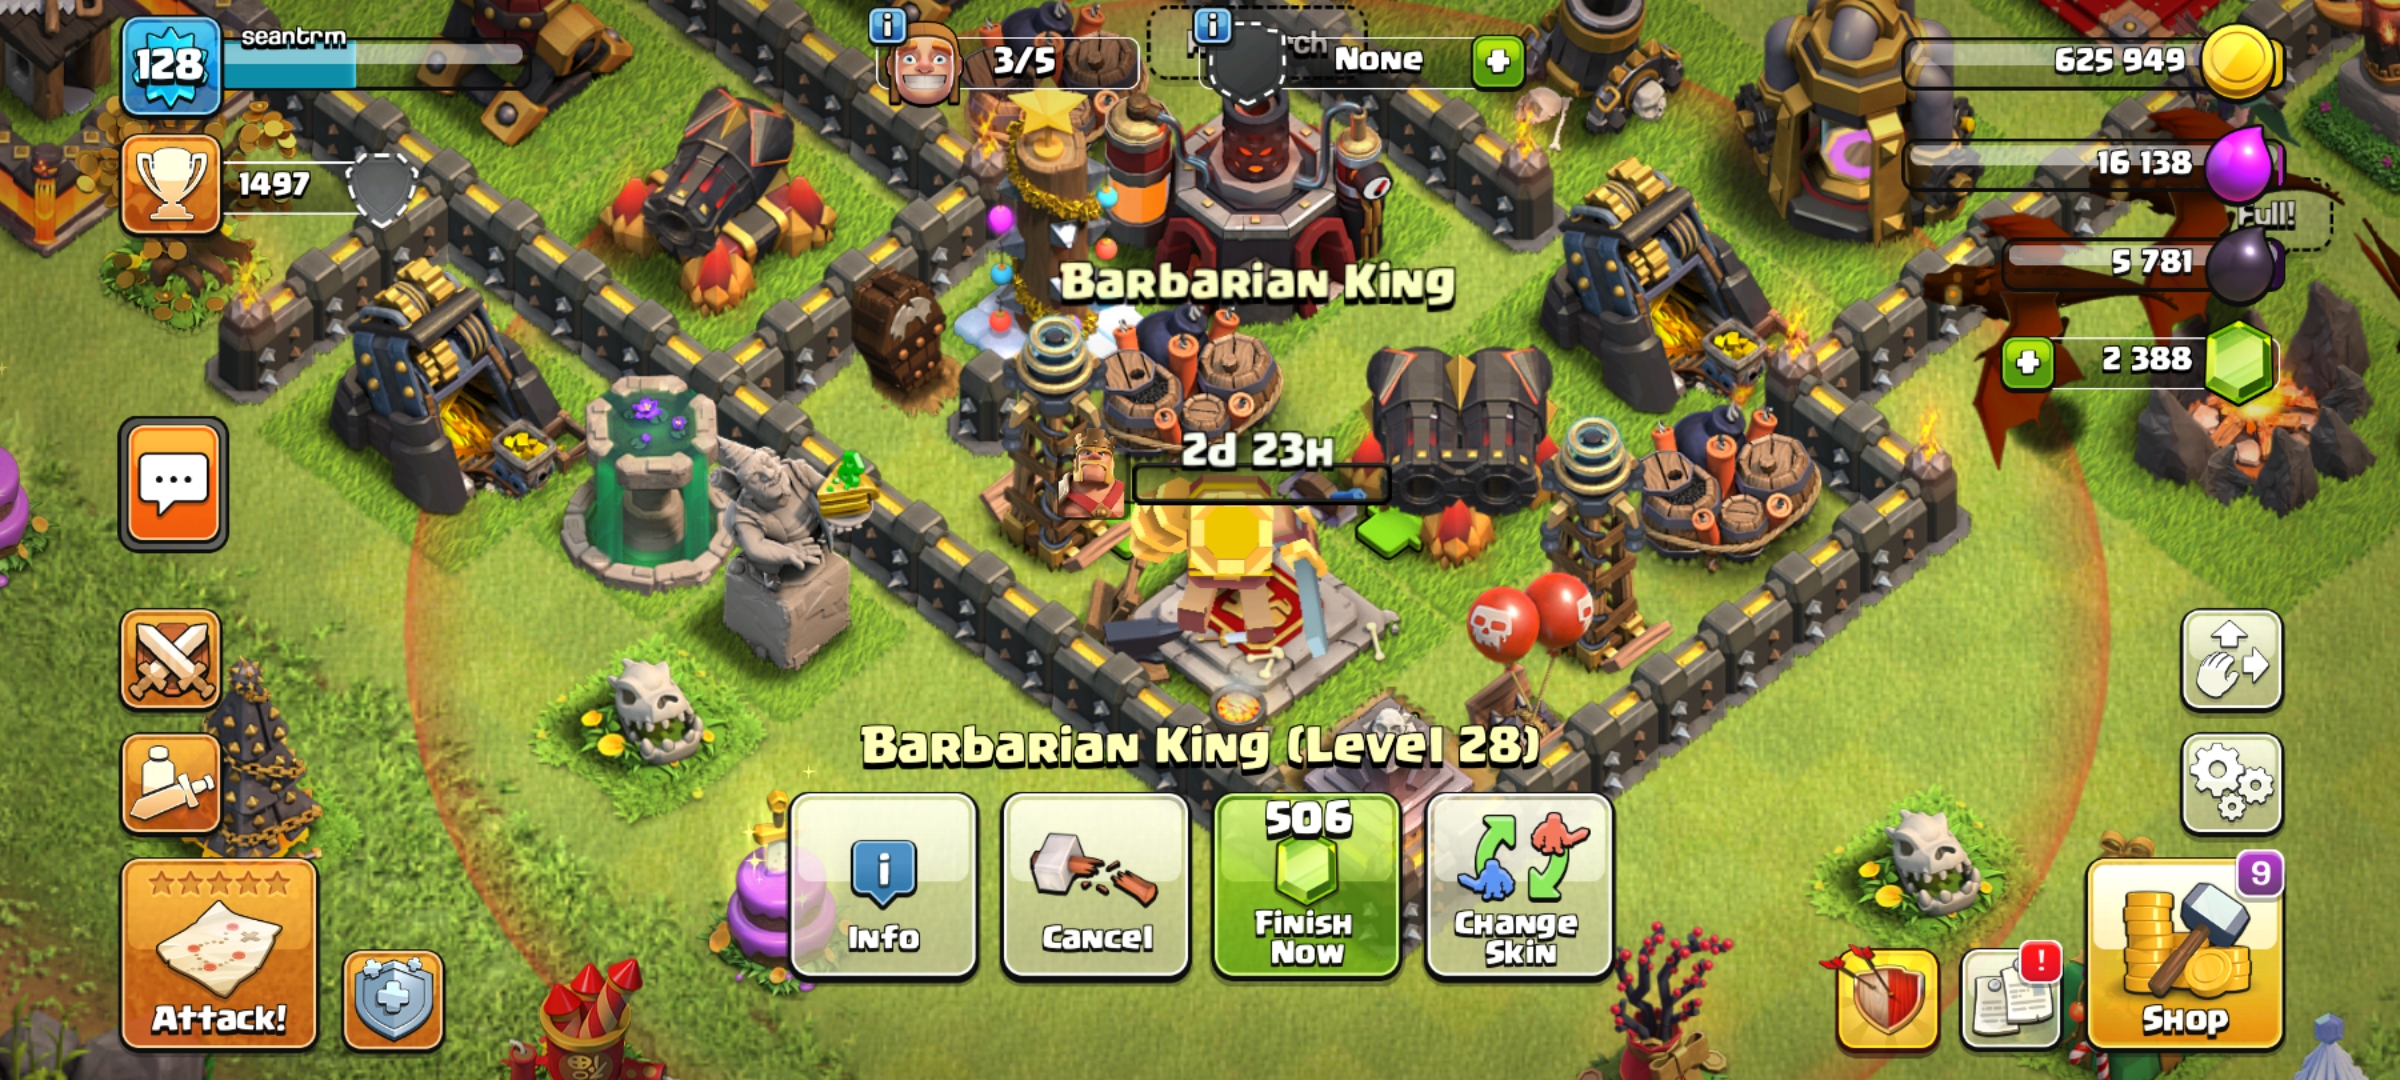 128
seantrm
3/5
None
625 949
1497
16 138
Full!
5 781
Barbarian King
2 388
2d 23h
Barbarian King (Level 28)
506
Info
Cancel
Finish
Now
Change
Skin
9
Attack!
!
Shop